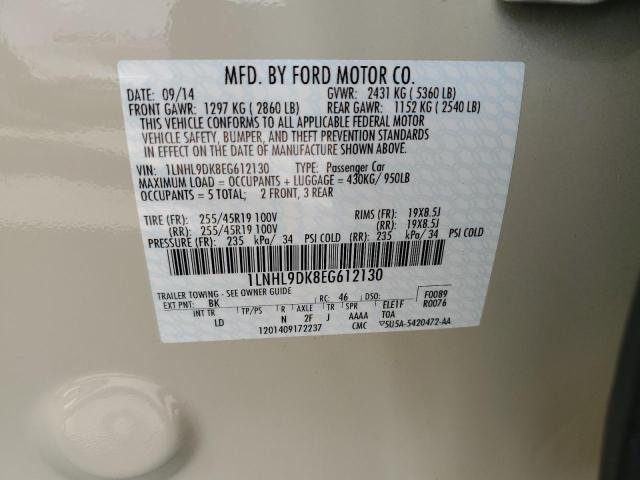 MFD. BY FORD MOTOR CO.
DATE: 09/14 GVWR: 2431 KG ( 5360 LB)
FRONT GAWR: 1297 KG ( 2860 LB) REAR GAWR: 1152 KG ( 2540 LB)
THIS VEHICLE CONFORMS TO ALL APPLICABLE FEDERAL MOTOR
VEHICLE SAFETY, BUMPER, AND THEFT PREVENTION STANDARDS
IN EFFECT ON THE DATE OF MANUFACTURE SHOWN ABOVE.
VIN: 1LNHL9DK8EG612130 TYPE: Passenger Car
MAXIMUM LOAD = OCCUPANTS + LUGGAGE = 430KG/ 950LB
OCCUPANTS = 5 TOTAL; 2 FRONT, 3 REAR
TIRE (FR): 255/45R19 100V RIMS (FR): 19X8.5J
(RR): 255/45R19 100V (RR): 19X8.5J
PRESSURE (FR): 235 kPa/ 34 PSI COLD (RR): 235 kPa/ 34 PSI COLD
1LNHL9DK8EG612130
TRAILER TOWING - SEE OWNER GUIDE
EXT PNT: BK RC: 46 DSO: F0089
INT TR TP/PS R AXLE TR SPR ELE1F R0076
LD N 2F J AAAA TOA
1201409172237 CMC 5U5A-5420472-AA